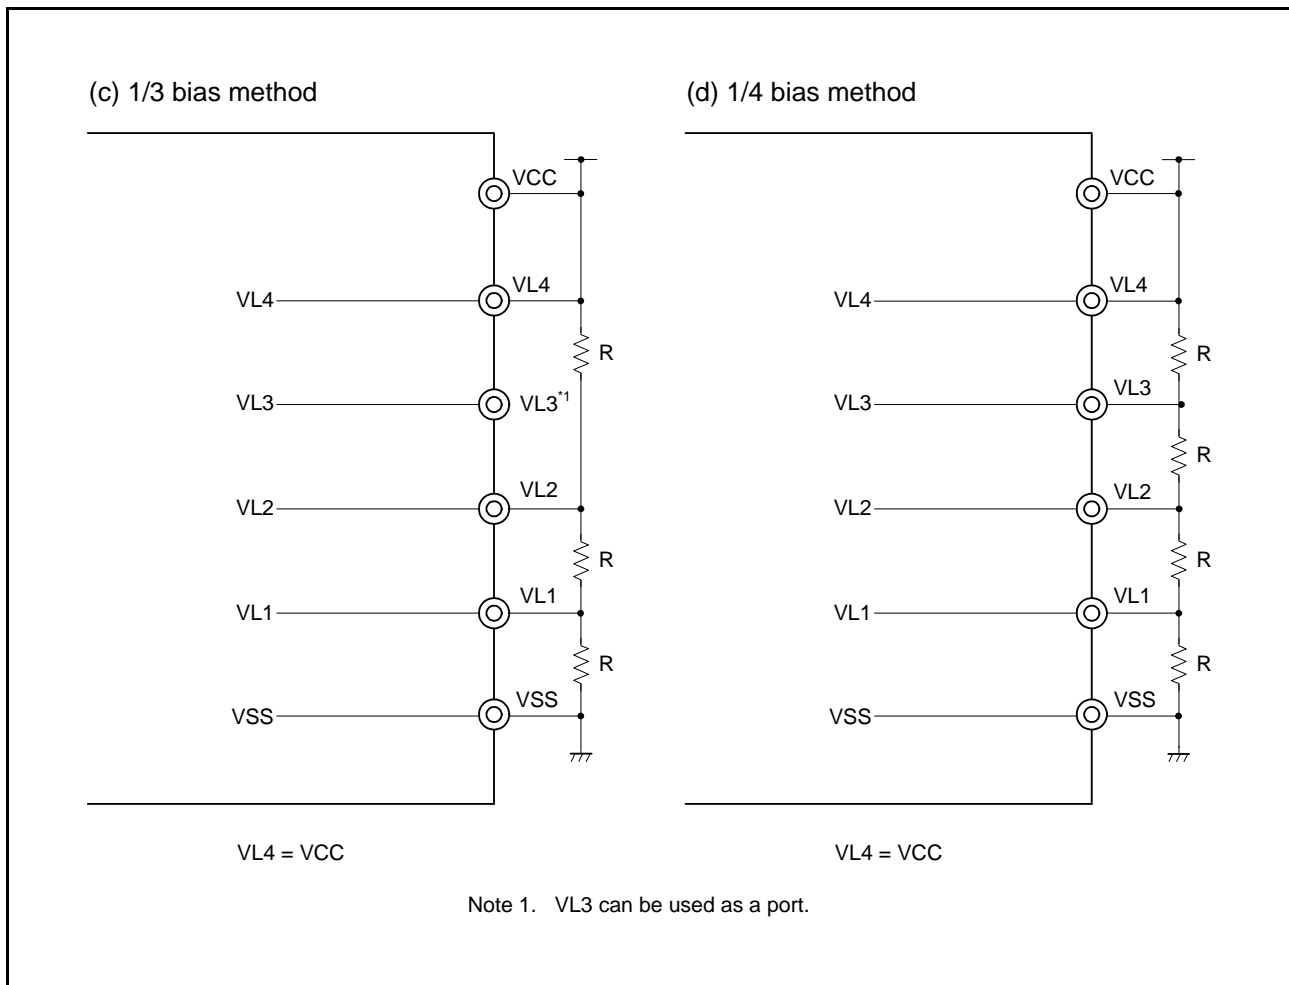 (c) 1/3 bias method
VCC
VL4 VL4
R
VL3 VL3*1
VL2 VL2
R
VL1 VL1
R
VSS VSS
VL4 = VCC
(d) 1/4 bias method
VCC
VL4 VL4
R
VL3 VL3
R
VL2 VL2
R
VL1 VL1
R
VSS VSS
VL4 = VCC
Note 1. VL3 can be used as a port.